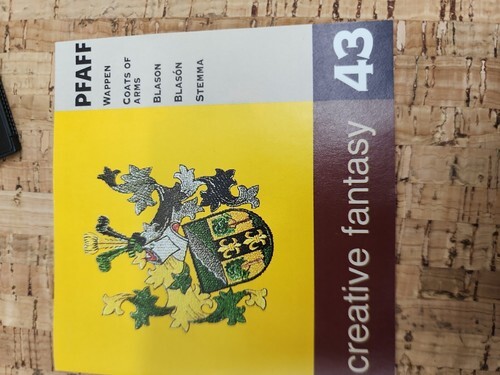 PFAFF
WAPPEN
COATS OF
ARMS
BLASON
BLASÓN
STEMMA
creative fantasy 43